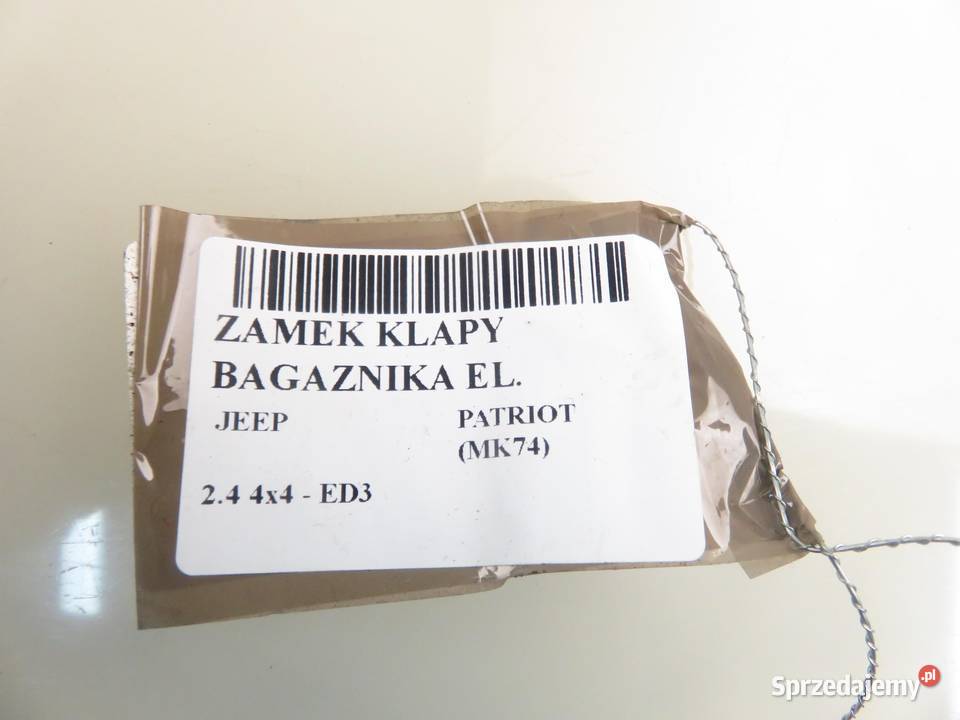 ZAMEK KLAPY
BAGAZNIKA EL.
JEEP PATRIOT
(MK74)
2.4 4x4 - ED3
Sprzedajemy.pl